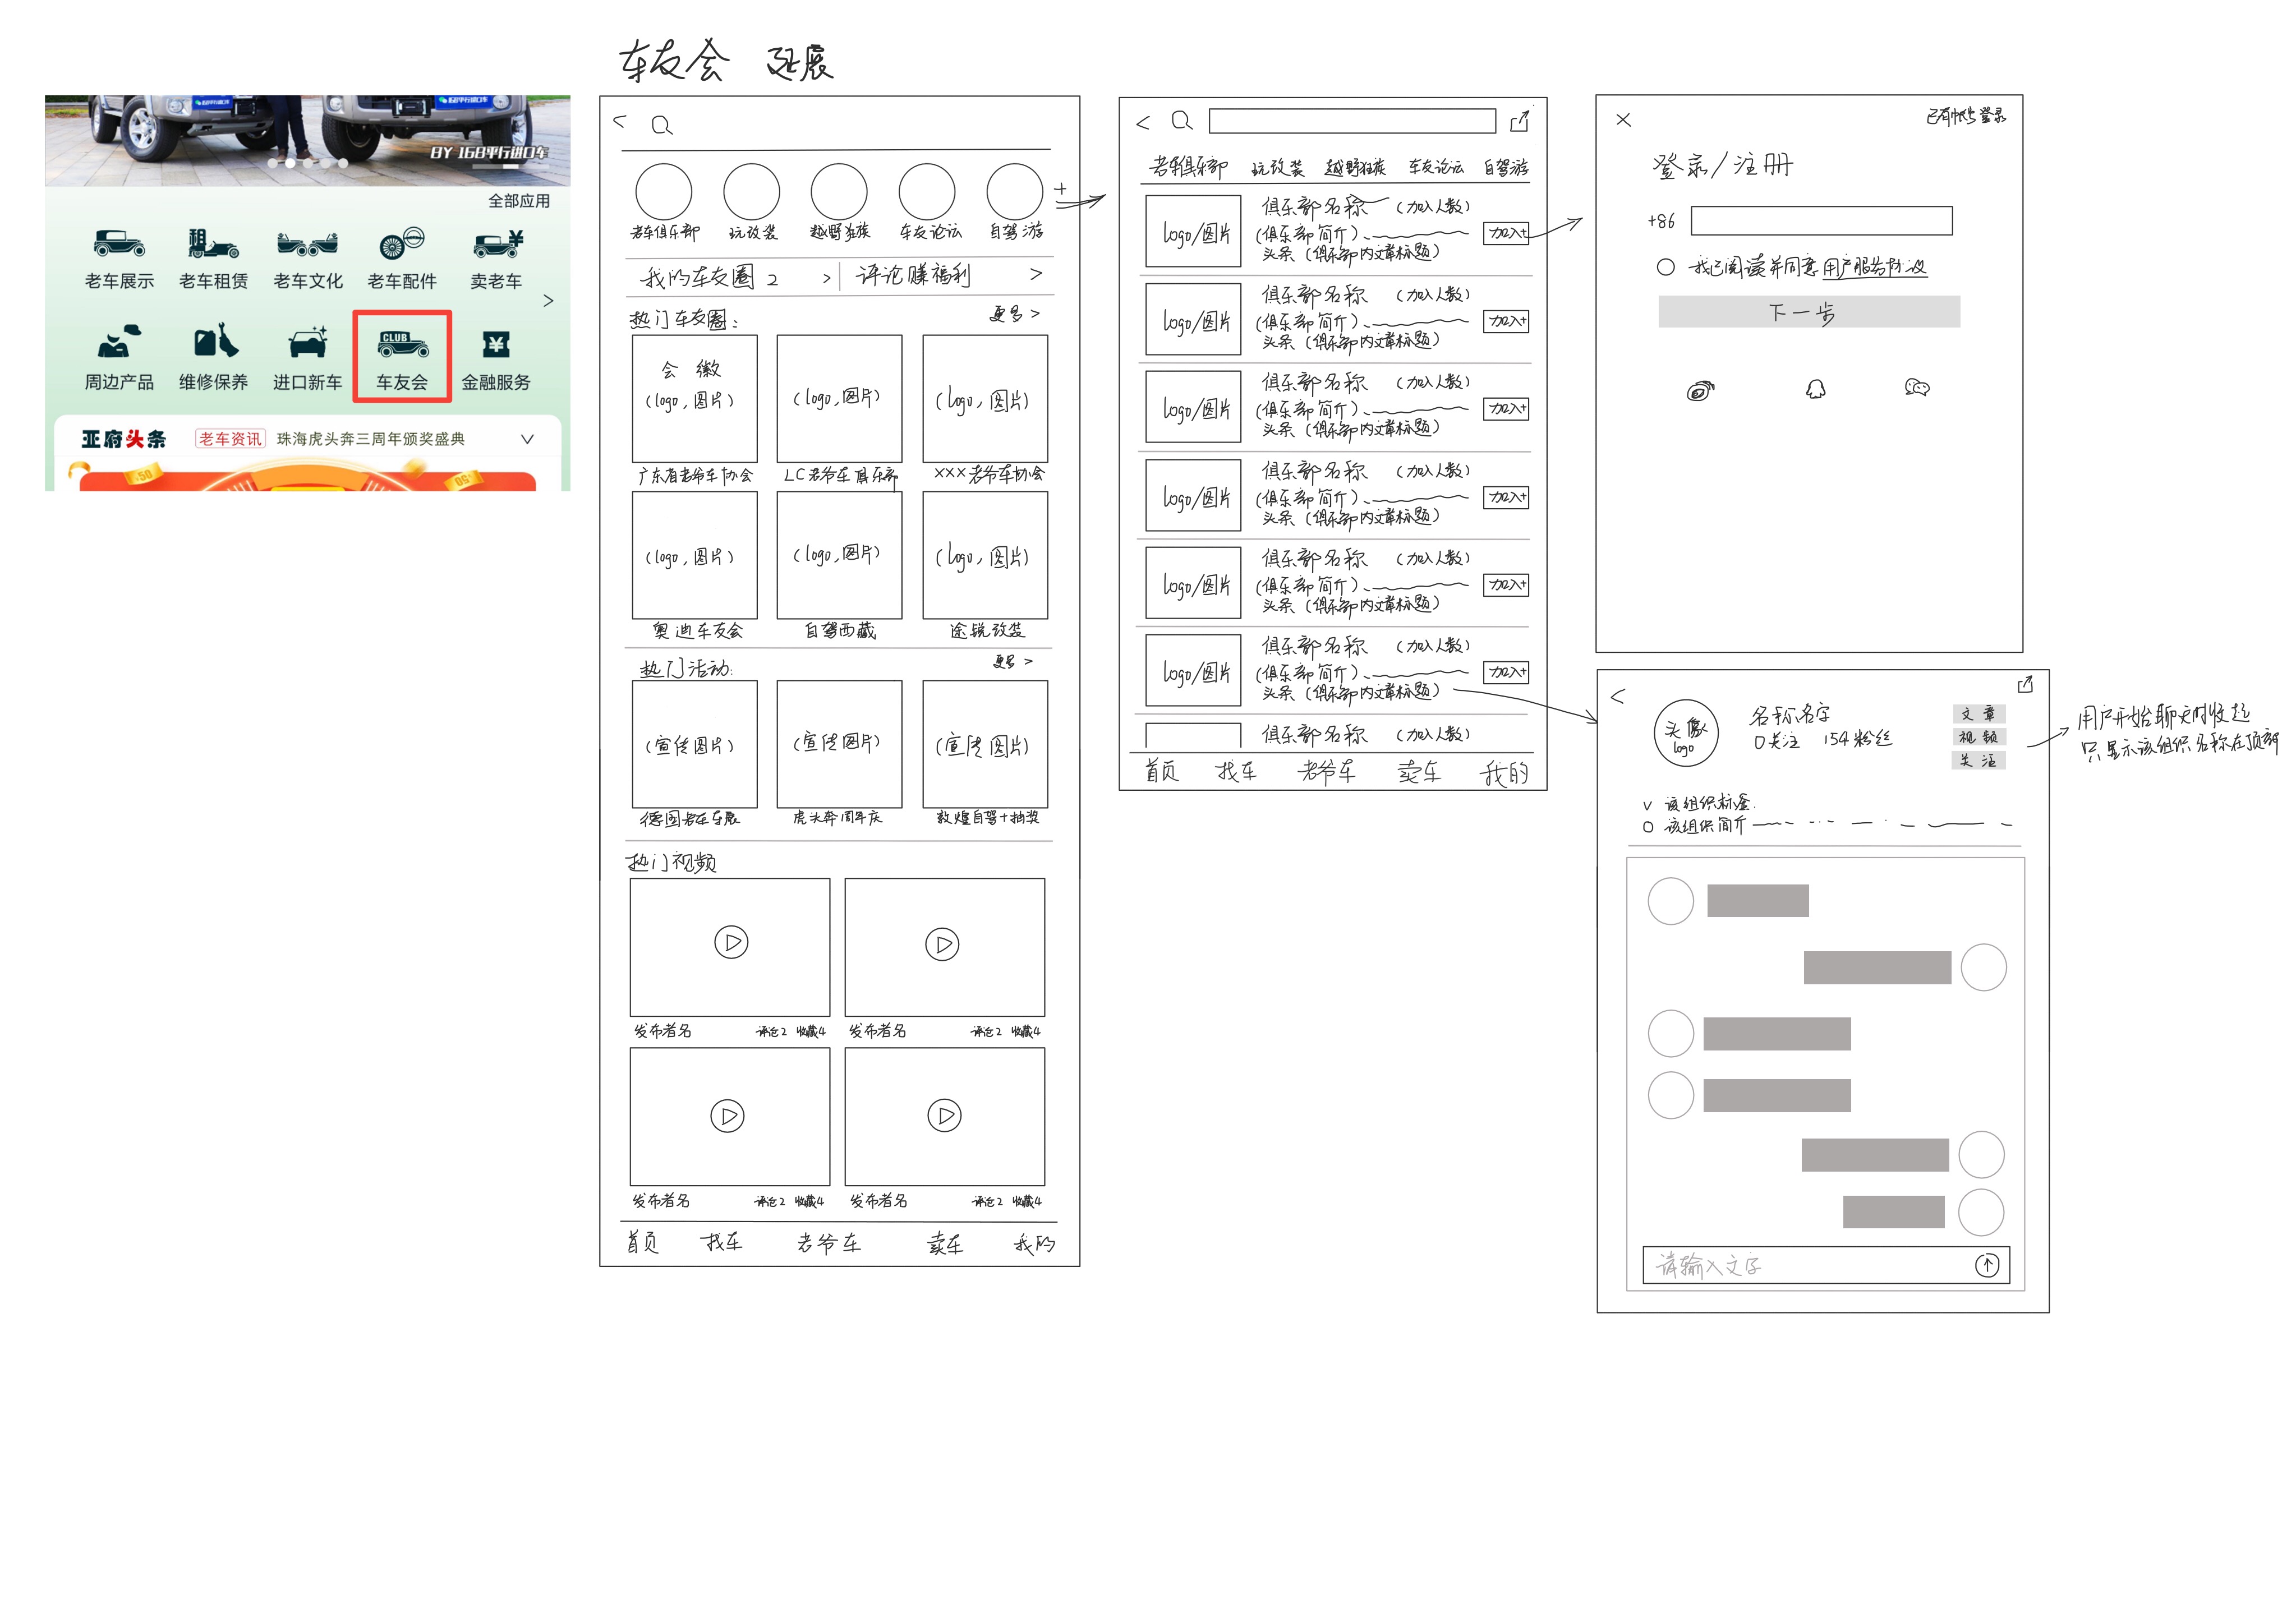 车友会 延展
BY 168平行进口车
全部应用
租
老车展示 老车租赁 老车文化 老车配件 卖老车
CLUB
周边产品 维修保养 进口新车 车友会 金融服务
亚府头条 老车资讯 珠海虎头奔三周年颁奖盛典
50 50
老车俱乐部 玩改装 越野狂族 车友论坛 自驾游
+
我的车友圈 2 > 评论赚福利 >
热门车友圈: 更多 >
会徽
(logo,图片) (logo,图片) (logo,图片)
广东省老爷车协会 LC老爷车俱乐部 XXX老爷车协会
(logo,图片) (logo,图片) (logo,图片)
奥迪车友会 自驾西藏 途锐改装
热门活动: 更多 >
(宣传图片) (宣传图片) (宣传图片)
德国老车车展 虎头奔周年庆 敦煌自驾+抽奖
热门视频
发布者名 评论2 收藏4 发布者名 评论2 收藏4
发布者名 评论2 收藏4 发布者名 评论2 收藏4
首页 找车 老爷车 卖车 我的
老车俱乐部 玩改装 越野狂族 车友论坛 自驾游
logo/图片
俱乐部名称 (加入人数)
(俱乐部简介)、 加入+
头条(俱乐部内文章标题)
logo/图片
俱乐部名称 (加入人数)
(俱乐部简介)、 加入+
头条(俱乐部内文章标题)
logo/图片
俱乐部名称 (加入人数)
(俱乐部简介)、 加入+
头条(俱乐部内文章标题)
logo/图片
俱乐部名称 (加入人数)
(俱乐部简介)、 加入+
头条(俱乐部内文章标题)
logo/图片
俱乐部名称 (加入人数)
(俱乐部简介)、 加入+
头条(俱乐部内文章标题)
logo/图片
俱乐部名称 (加入人数)
(俱乐部简介)、 加入+
头条(俱乐部内文章标题)
俱乐部名称 (加入人数)
首页 找车 老爷车 卖车 我的
已有帐号登录
登录/注册
+86
我已阅读并同意用户服务协议
下一步
头像
logo
名称名字
0关注 154粉丝
文章
视频
关注
用户开始聊天时收起
只显示该组织名称在顶部
该组织标签.
该组织简介
请输入文字